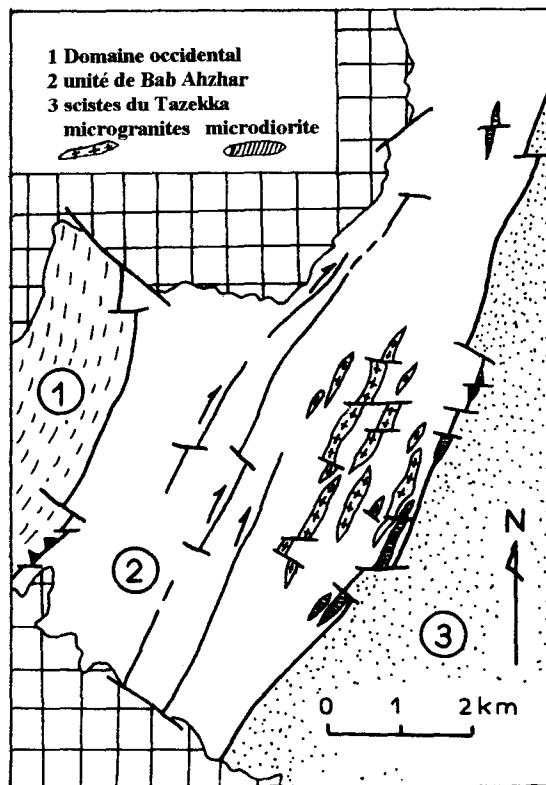 1 Domaine occidental
2 unité de Bab Ahzhar
3 scistes du Tazekka
microgranites microdiorite
1
2
3
N
0 1 2 km